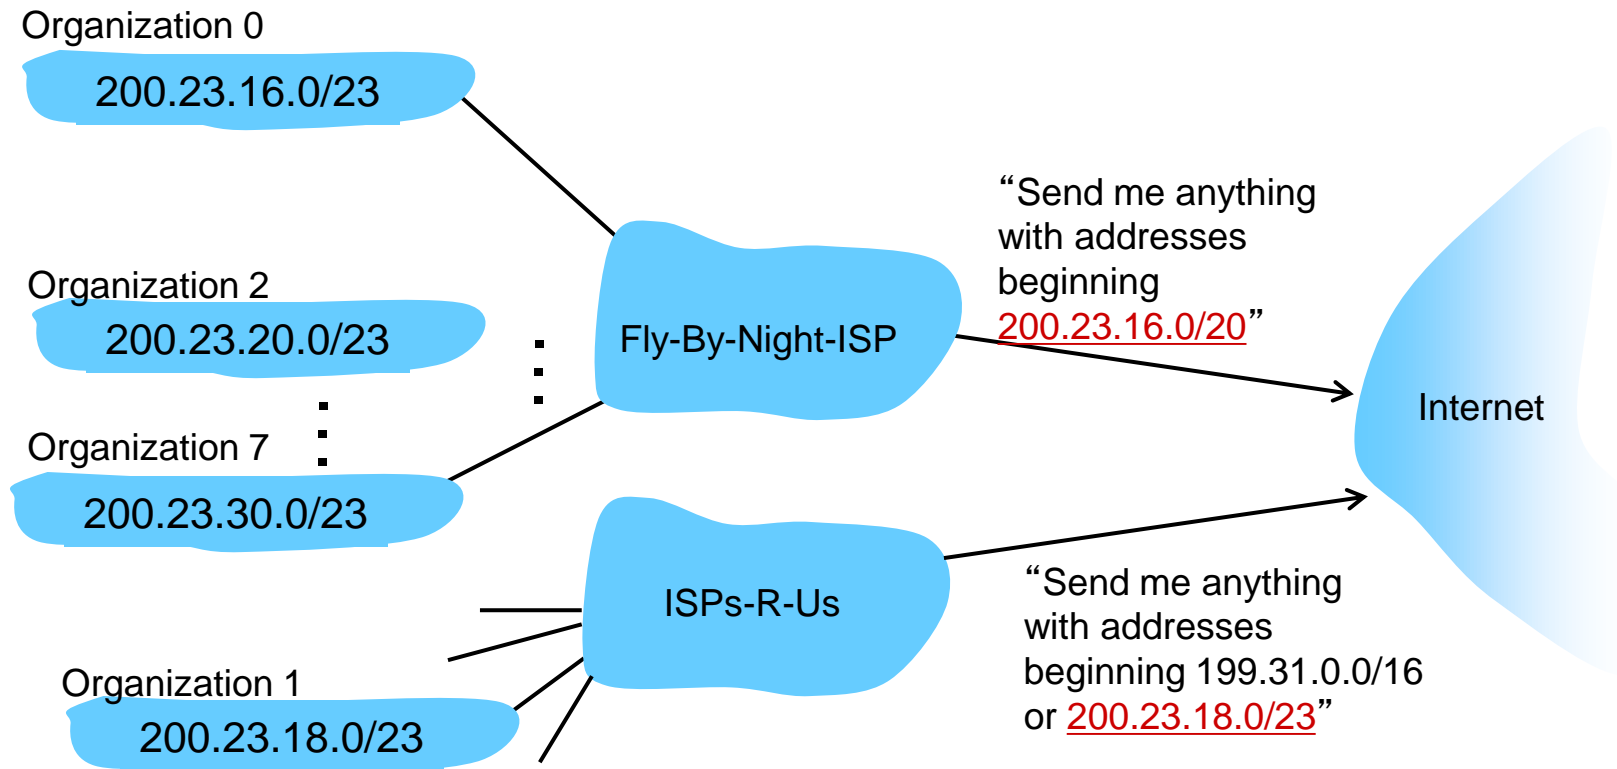 Organization 0
200.23.16.0/23
Organization 2
200.23.20.0/23
Organization 7
200.23.30.0/23
Fly-By-Night-ISP
“Send me anything
with addresses
beginning
200.23.16.0/20”
Internet
ISPs-R-Us
Organization 1
200.23.18.0/23
“Send me anything
with addresses
beginning 199.31.0.0/16
or 200.23.18.0/23”